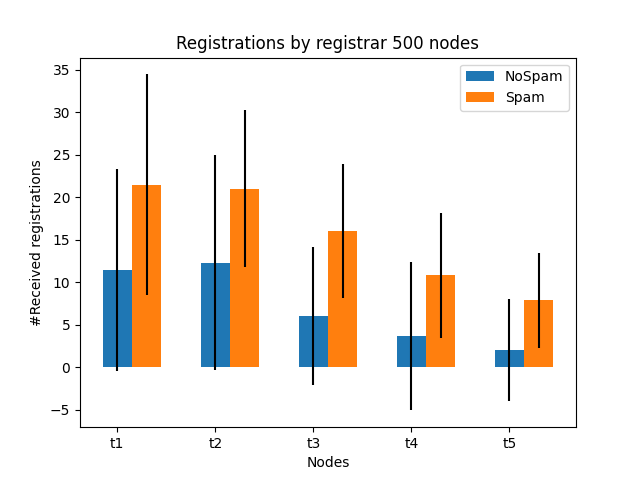 Registrations by registrar 500 nodes
NoSpam
Spam
#Received registrations
35
30
25
20
15
10
5
0
−5
t1 t2 t3 t4 t5
Nodes